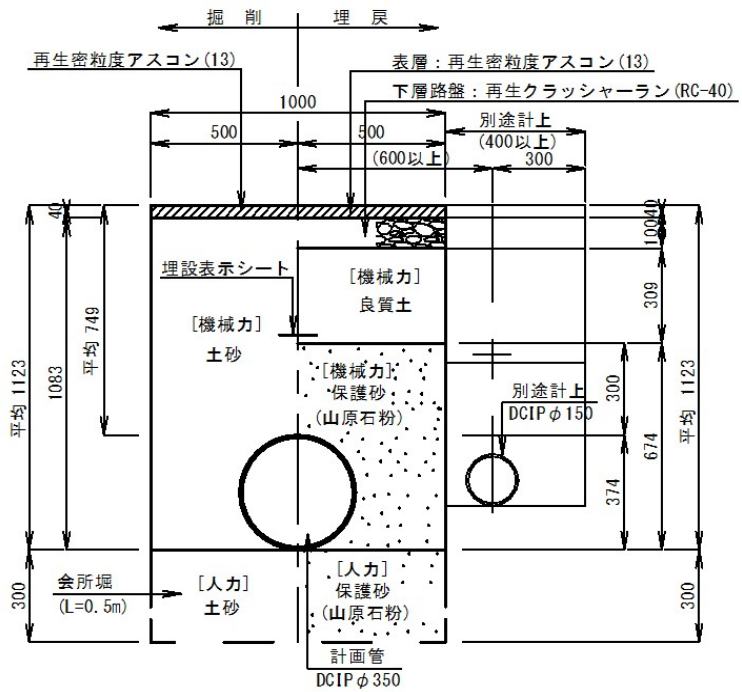 掘 削
埋 戻
再生密粒度アスコン(13)
表層：再生密粒度アスコン(13)
下層路盤：再生クラッシャーラン(RC-40)
1000
別途計上
500
500
(400以上)
(600以上)
300
40
40
100
埋設表示シート
[機械力]
良質土
309
[機械力]
土砂
平均 749
1083
平均 1123
[機械力]
保護砂
(山原石粉)
別途計上
DCIPφ150
300
674
平均 1123
374
会所堀
(L=0.5m)
[人力]
土砂
[人力]
保護砂
(山原石粉)
300
300
計画管
DCIPφ350